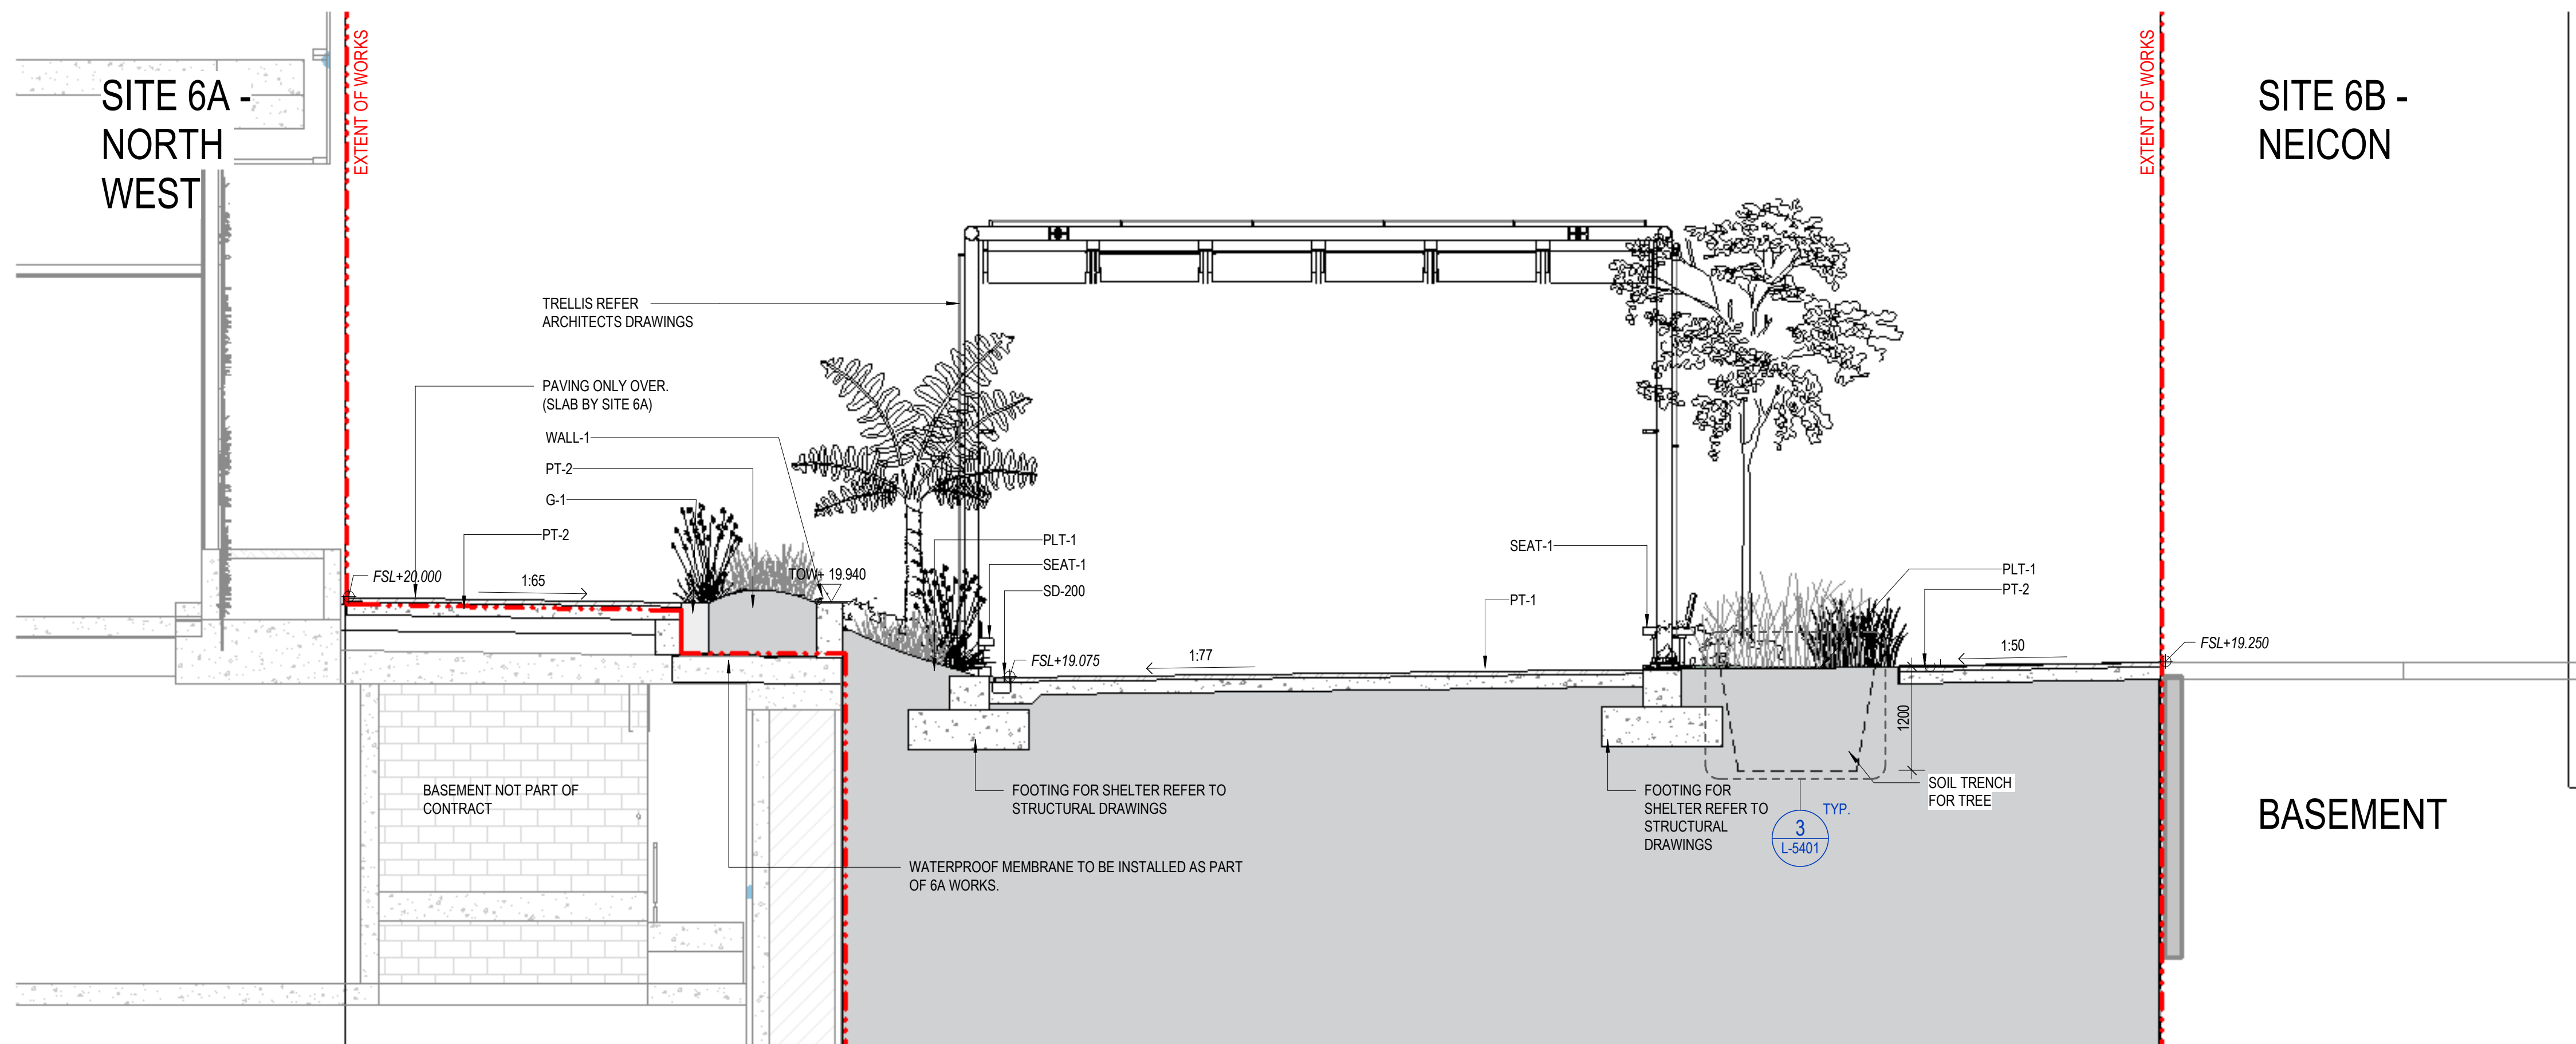 SITE 6A -
NORTH
WEST
EXTENT OF WORKS
EXTENT OF WORKS
SITE 6B -
NEICON
TRELLIS REFER
ARCHITECTS DRAWINGS
PAVING ONLY OVER.
(SLAB BY SITE 6A)
WALL-1
PT-2
G-1
PT-2
FSL+20.000
1:65
TOW+ 19.940
PLT-1
SEAT-1
SD-200
FSL+19.075
1:77
PT-1
SEAT-1
PLT-1
PT-2
1:50
FSL+19.250
1200
BASEMENT NOT PART OF
CONTRACT
FOOTING FOR SHELTER REFER TO
STRUCTURAL DRAWINGS
FOOTING FOR
SHELTER REFER TO
STRUCTURAL
DRAWINGS
SOIL TRENCH
FOR TREE
TYP.
3
L-5401
BASEMENT
WATERPROOF MEMBRANE TO BE INSTALLED AS PART
OF 6A WORKS.